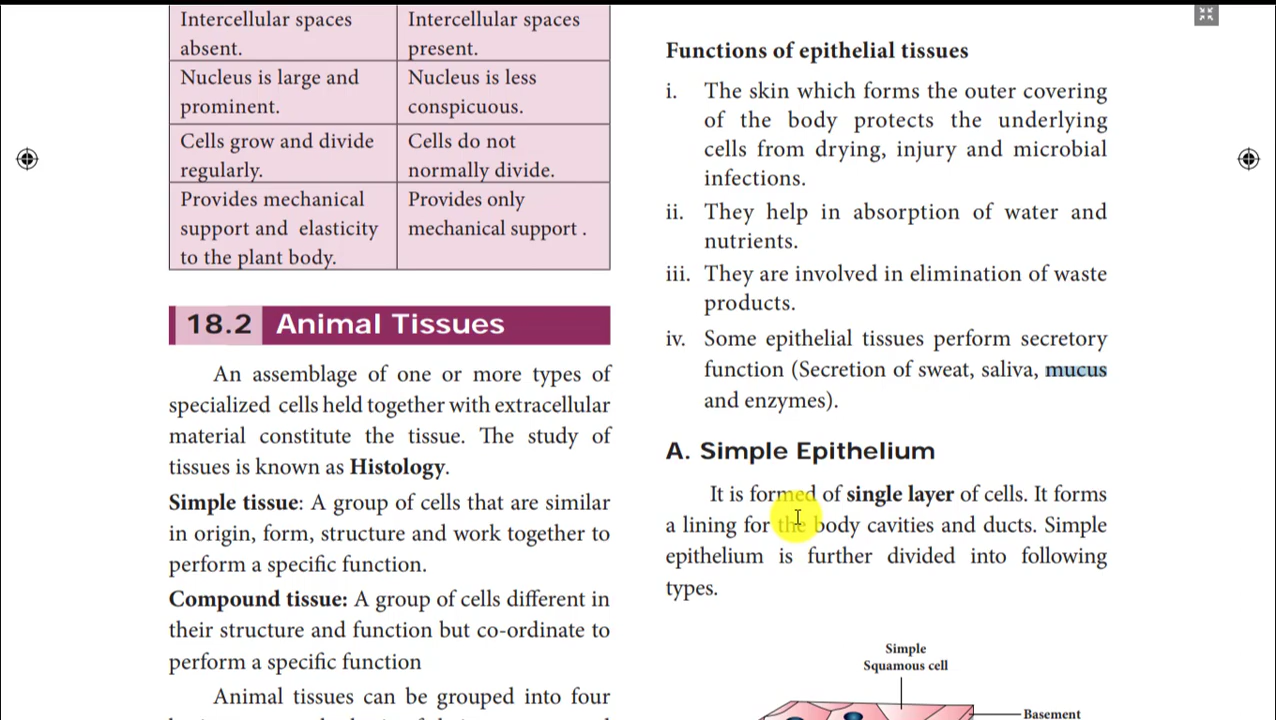 Intercellular spaces
absent.
Intercellular spaces
present.
Nucleus is large and
prominent.
Nucleus is less
conspicuous.
Cells grow and divide
regularly.
Cells do not
normally divide.
Provides mechanical
support and elasticity
to the plant body.
Provides only
mechanical support .
18.2 Animal Tissues
An assemblage of one or more types of
specialized cells held together with extracellular
material constitute the tissue. The study of
tissues is known as Histology.
Simple tissue: A group of cells that are similar
in origin, form, structure and work together to
perform a specific function.
Compound tissue: A group of cells different in
their structure and function but co-ordinate to
perform a specific function
Animal tissues can be grouped into four
Functions of epithelial tissues
i. The skin which forms the outer covering
of the body protects the underlying
cells from drying, injury and microbial
infections.
ii. They help in absorption of water and
nutrients.
iii. They are involved in elimination of waste
products.
iv. Some epithelial tissues perform secretory
function (Secretion of sweat, saliva, mucus
and enzymes).
A. Simple Epithelium
It is formed of single layer of cells. It forms
a lining for the body cavities and ducts. Simple
epithelium is further divided into following
types.
Simple
Squamous cell
Basement